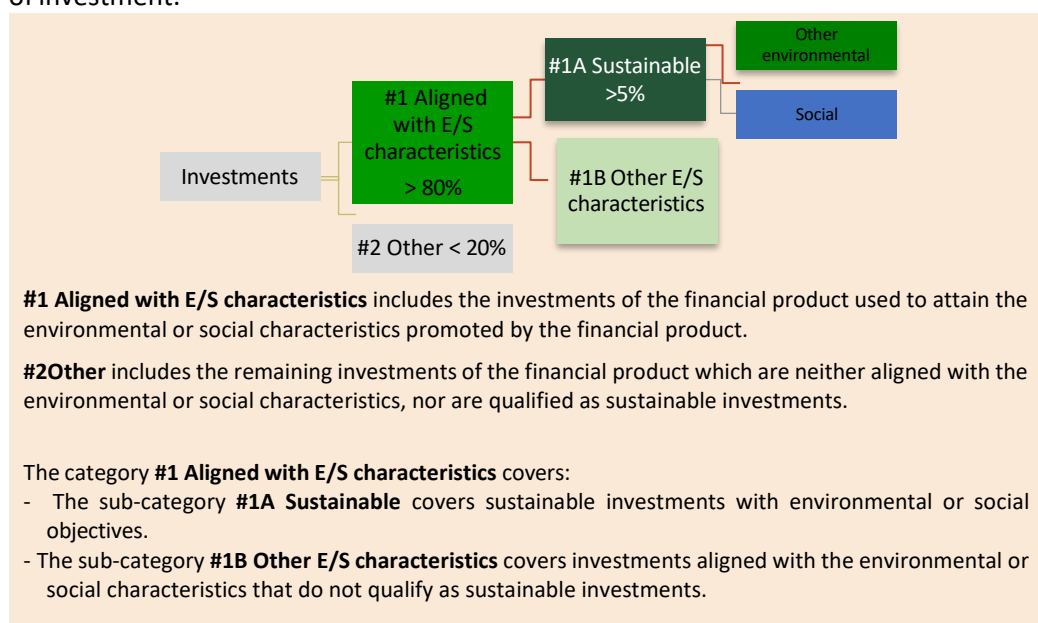 of investment.
Other
environmental
#1A Sustainable
>5%
#1 Aligned
with E/S
characteristics
> 80%
Social
Investments
#1B Other E/S
characteristics
#2 Other < 20%
#1 Aligned with E/S characteristics includes the investments of the financial product used to attain the
environmental or social characteristics promoted by the financial product.
#2Other includes the remaining investments of the financial product which are neither aligned with the
environmental or social characteristics, nor are qualified as sustainable investments.
The category #1 Aligned with E/S characteristics covers:
- The sub-category #1A Sustainable covers sustainable investments with environmental or social
objectives.
- The sub-category #1B Other E/S characteristics covers investments aligned with the environmental or
social characteristics that do not qualify as sustainable investments.